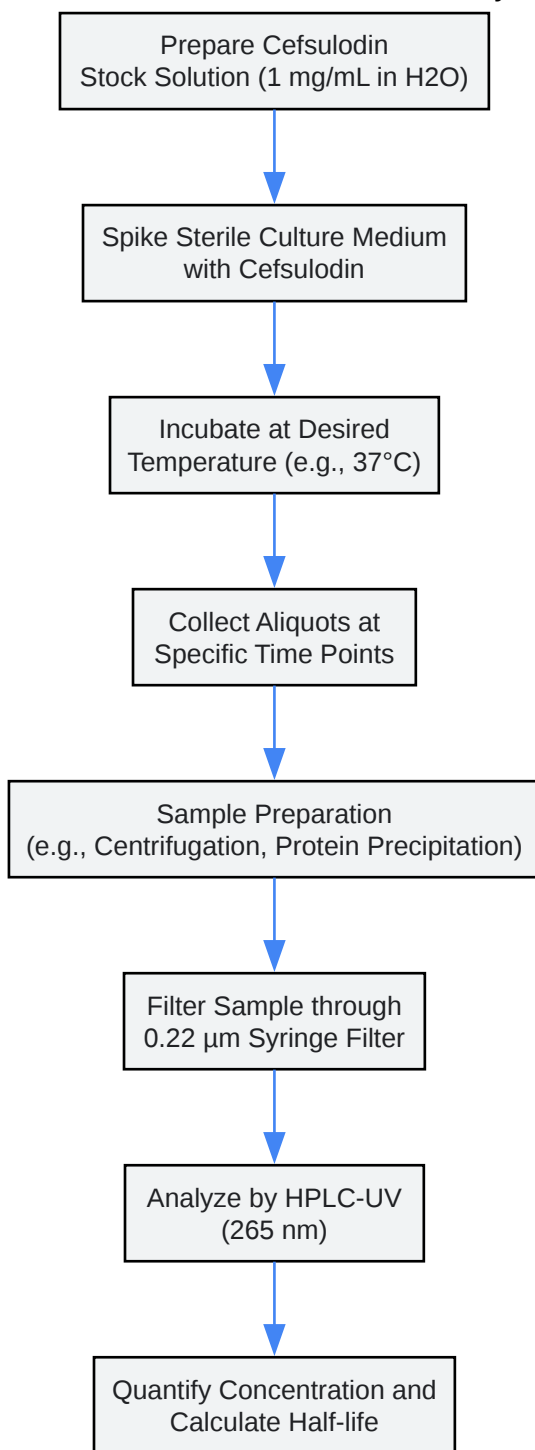 Prepare Cefsulodin
Stock Solution (1 mg/mL in H2O)
Spike Sterile Culture Medium
with Cefsulodin
Incubate at Desired
Temperature (e.g., 37°C)
Collect Aliquots at
Specific Time Points
Sample Preparation
(e.g., Centrifugation, Protein Precipitation)
Filter Sample through
0.22 µm Syringe Filter
Analyze by HPLC-UV
(265 nm)
Quantify Concentration and
Calculate Half-life